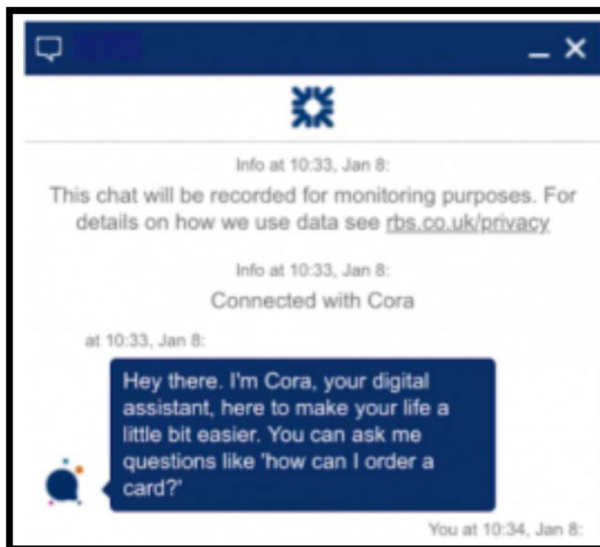 Info at 10:33, Jan 8:
This chat will be recorded for monitoring purposes. For
details on how we use data see rbs.co.uk/privacy
Info at 10:33, Jan 8:
Connected with Cora
at 10:33, Jan 8:
Hey there. I'm Cora, your digital
assistant, here to make your life a
little bit easier. You can ask me
questions like 'how can I order a
card?'
You at 10:34, Jan 8: